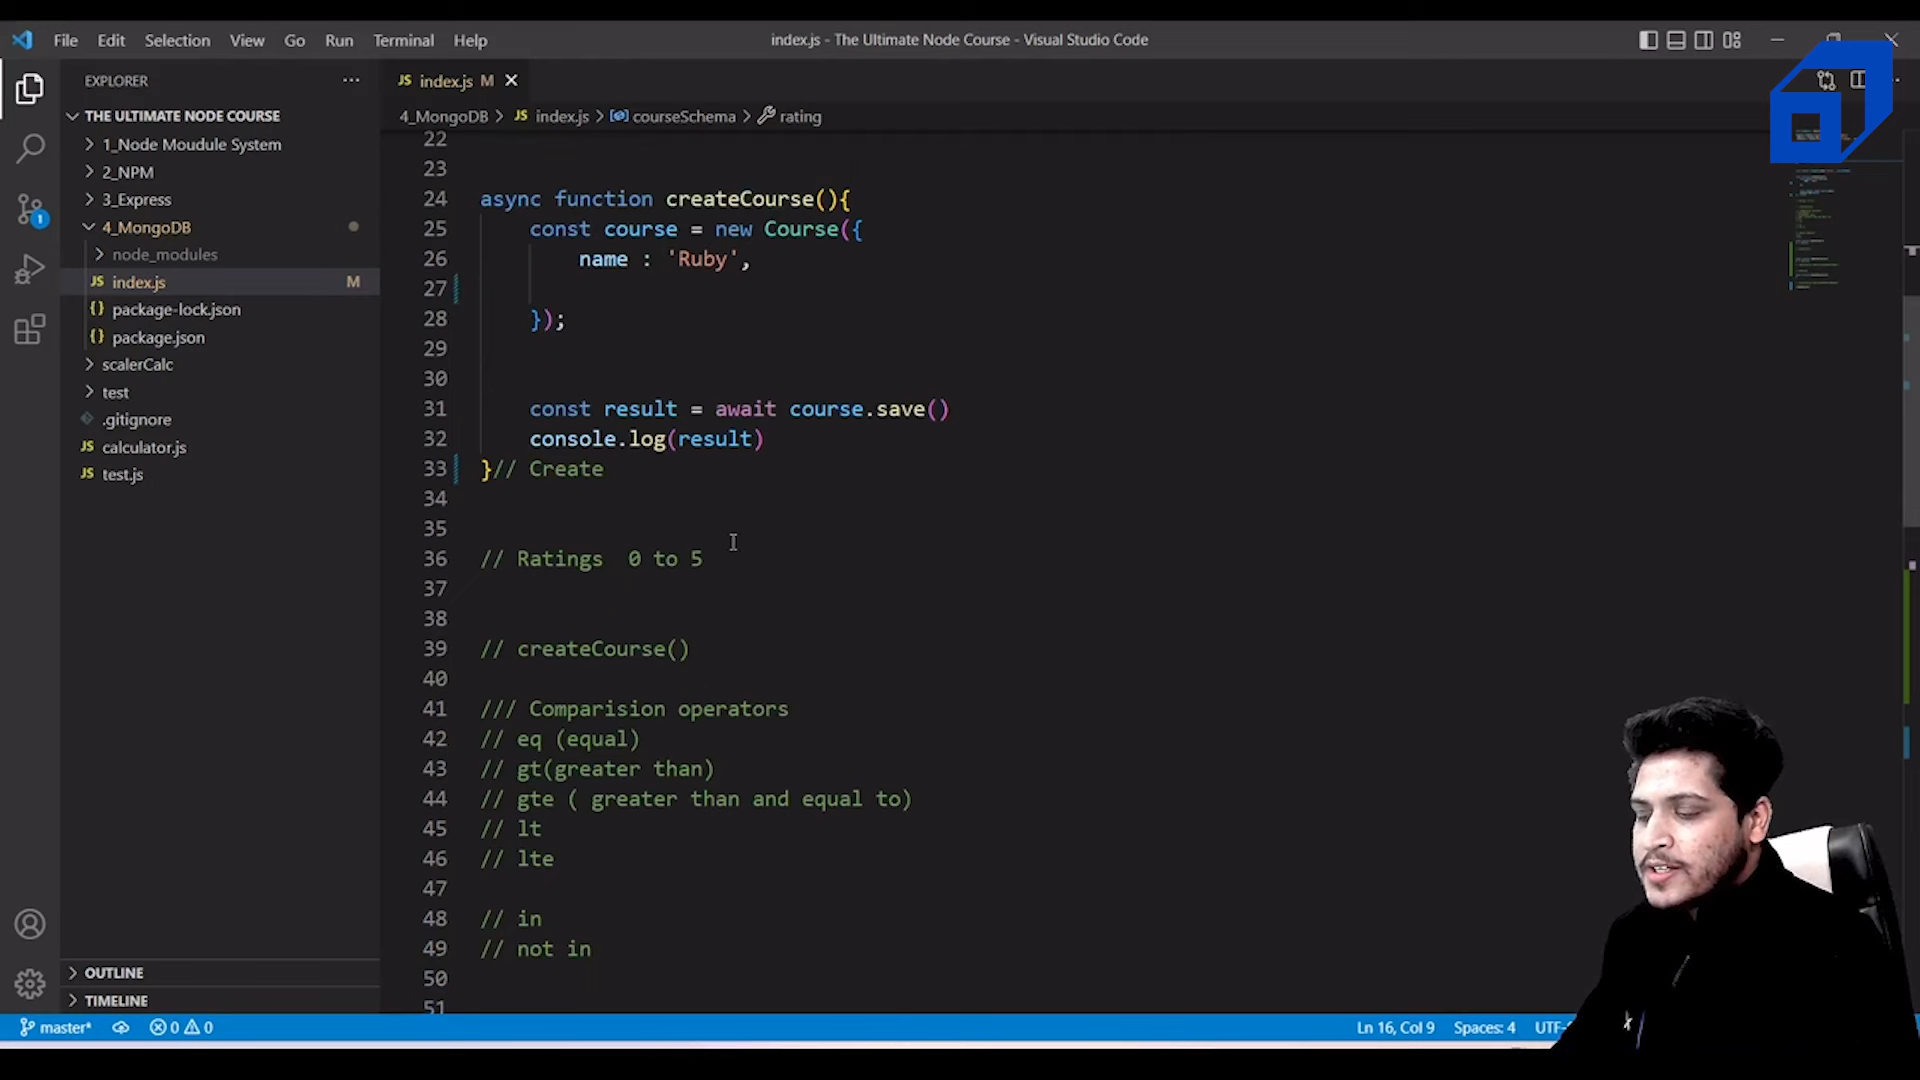 File Edit Selection View Go Run Terminal Help
index.js - The Ultimate Node Course - Visual Studio Code
EXPLORER
THE ULTIMATE NODE COURSE
1_Node Moudule System
2_NPM
3_Express
4_MongoDB
node_modules
JS index.js M
{} package-lock.json
{} package.json
scalerCalc
test
.gitignore
JS calculator.js
JS test.js
OUTLINE
TIMELINE
1
JS index.js M
4_MongoDB > JS index.js > courseSchema > rating
22
23
24 async function createCourse(){
25 const course = new Course({
26 name : 'Ruby',
27
28 });
29
30
31 const result = await course.save()
32 console.log(result)
33 }// Create
34
35
36 // Ratings  0 to 5
37
38
39 // createCourse()
40
41 /// Comparision operators
42 // eq (equal)
43 // gt(greater than)
44 // gte ( greater than and equal to)
45 // lt
46 // lte
47
48 // in
49 // not in
50
51
master* 0 0
Ln 16, Col 9 Spaces: 4